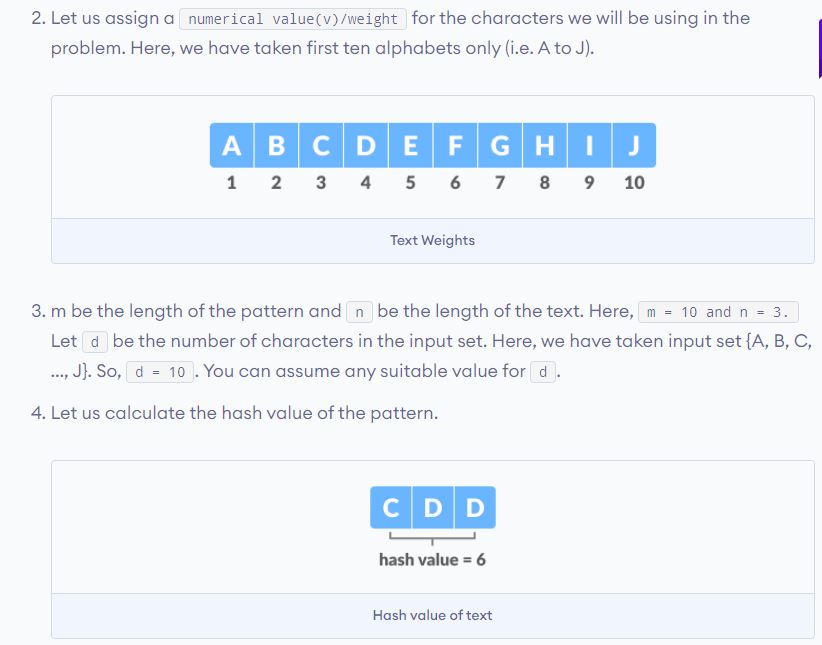 2. Let us assign a numerical value(v)/weight for the characters we will be using in the
problem. Here, we have taken first ten alphabets only (i.e. A to J).
A B C D E F G H I J
1 2 3 4 5 6 7 8 9 10
Text Weights
3. m be the length of the pattern and n be the length of the text. Here, m = 10 and n = 3.
Let d be the number of characters in the input set. Here, we have taken input set {A, B, C,
..., J}. So, d = 10 . You can assume any suitable value for d .
4. Let us calculate the hash value of the pattern.
C D D
hash value = 6
Hash value of text